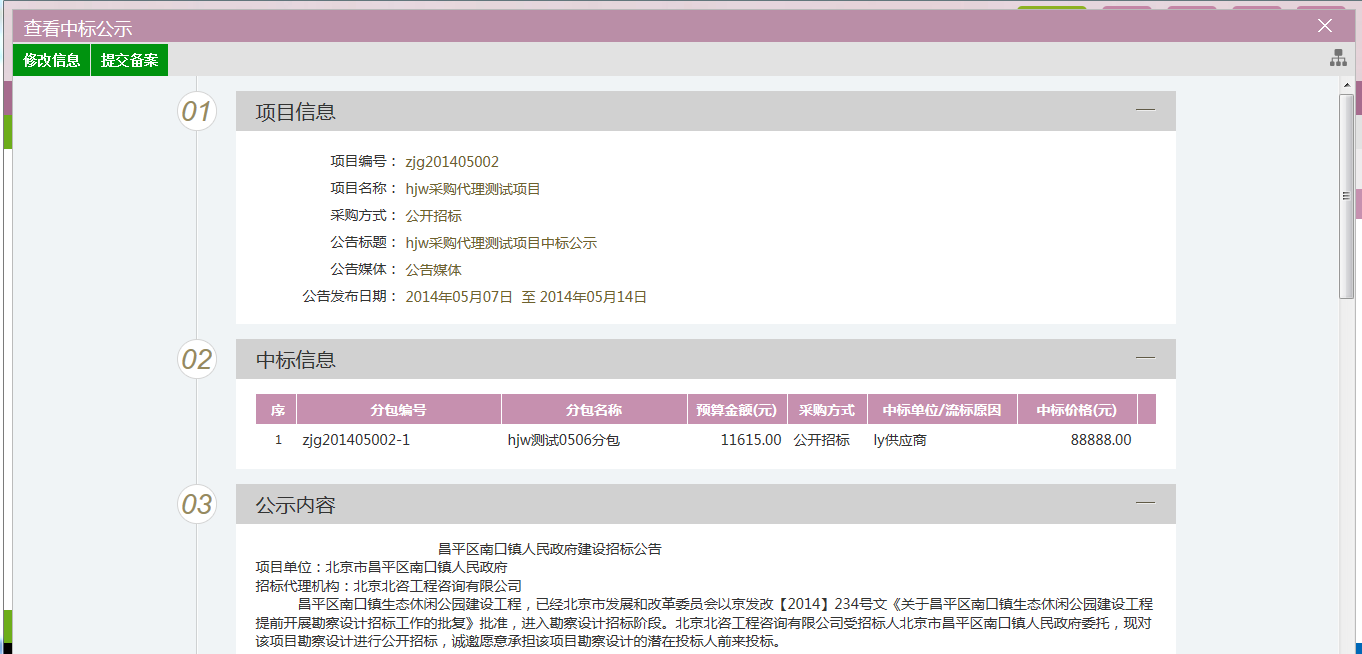 查看中标公示
修改信息 提交备案
01 项目信息
项目编号： zjg201405002
项目名称： hjw采购代理测试项目
采购方式： 公开招标
公告标题： hjw采购代理测试项目中标公示
公告媒体： 公告媒体
公告发布日期： 2014年05月07日 至 2014年05月14日
02 中标信息
序 分包编号 分包名称 预算金额(元) 采购方式 中标单位/流标原因 中标价格(元)
1 zjg201405002-1 hjw测试0506分包 11615.00 公开招标 ly供应商 88888.00
03 公示内容
昌平区南口镇人民政府建设招标公告
项目单位：北京市昌平区南口镇人民政府
招标代理机构：北京北咨工程咨询有限公司
昌平区南口镇生态休闲公园建设工程，已经北京市发展和改革委员会以京发改【2014】234号文《关于昌平区南口镇生态休闲公园建设工程
提前开展勘察设计招标工作的批复》批准，进入勘察设计招标阶段。北京北咨工程咨询有限公司受招标人北京市昌平区南口镇人民政府委托，现对
该项目勘察设计进行公开招标，诚邀愿意承担该项目勘察设计的潜在投标人前来投标。